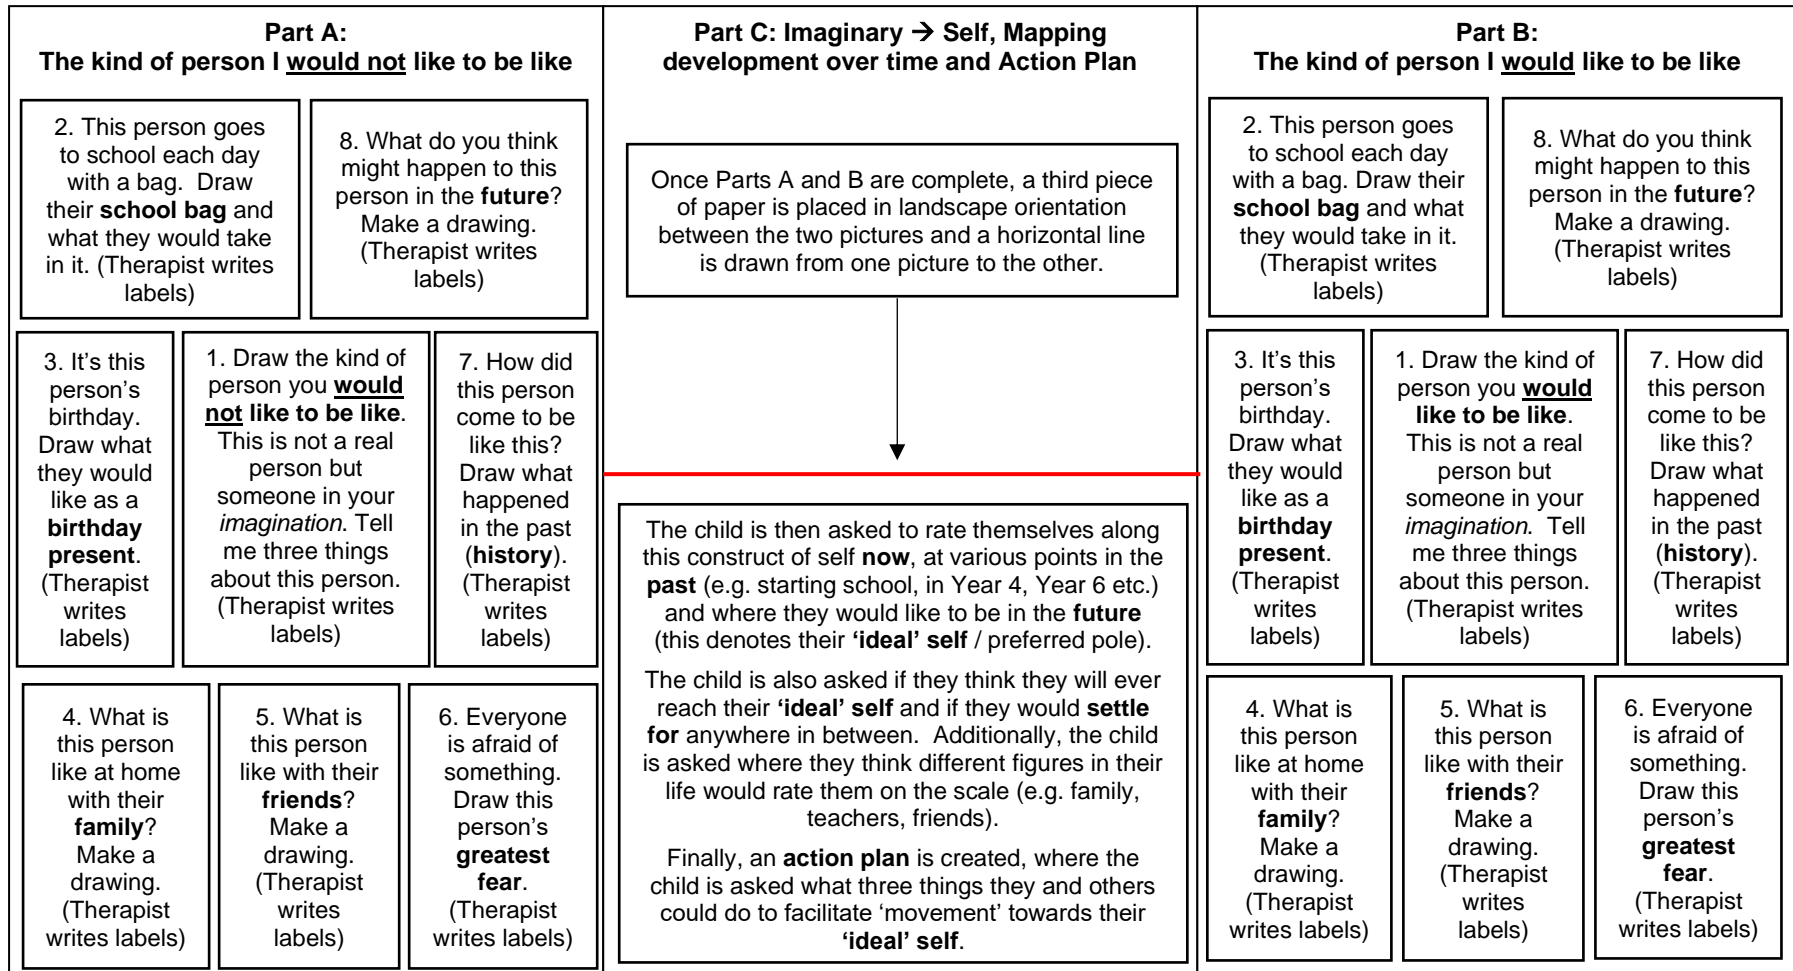 Part A:
The kind of person I would not like to be like
2. This person goes
to school each day
with a bag.  Draw
their school bag and
what they would take
in it. (Therapist writes
labels)
8. What do you think
might happen to this
person in the future?
Make a drawing.
(Therapist writes
labels)
3. It’s this
person’s
birthday.
Draw what
they would
like as a
birthday
present.
(Therapist
writes
labels)
1. Draw the kind of
person you would
not like to be like.
This is not a real
person but
someone in your
imagination. Tell
me three things
about this person.
(Therapist writes
labels)
7. How did
this person
come to be
like this?
Draw what
happened
in the past
(history).
(Therapist
writes
labels)
4. What is
this person
like at home
with their
family?
Make a
drawing.
(Therapist
writes labels)
5. What is
this person
like with their
friends?
Make a
drawing.
(Therapist
writes
labels)
6. Everyone
is afraid of
something.
Draw this
person’s
greatest
fear.
(Therapist
writes labels)
Part C: Imaginary → Self, Mapping
development over time and Action Plan
Once Parts A and B are complete, a third piece
of paper is placed in landscape orientation
between the two pictures and a horizontal line
is drawn from one picture to the other.
The child is then asked to rate themselves along
this construct of self now, at various points in the
past (e.g. starting school, in Year 4, Year 6 etc.)
and where they would like to be in the future
(this denotes their ‘ideal’ self / preferred pole).
The child is also asked if they think they will ever
reach their ‘ideal’ self and if they would settle
for anywhere in between.  Additionally, the child
is asked where they think different figures in their
life would rate them on the scale (e.g. family,
teachers, friends).
Finally, an action plan is created, where the
child is asked what three things they and others
could do to facilitate ‘movement’ towards their
‘ideal’ self.
Part B:
The kind of person I would like to be like
2. This person goes
to school each day
with a bag. Draw their
school bag and what
they would take in it.
(Therapist writes
labels)
8. What do you think
might happen to this
person in the future?
Make a drawing.
(Therapist writes
labels)
3. It’s this
person’s
birthday.
Draw what
they would
like as a
birthday
present.
(Therapist
writes
labels)
1. Draw the kind of
person you would
like to be like.
This is not a real
person but
someone in your
imagination.  Tell
me three things
about this person.
(Therapist writes
labels)
7. How did
this person
come to be
like this?
Draw what
happened
in the past
(history).
(Therapist
writes
labels)
4. What is
this person
like at home
with their
family?
Make a
drawing.
(Therapist
writes labels)
5. What is
this person
like with their
friends?
Make a
drawing.
(Therapist
writes
labels)
6. Everyone
is afraid of
something.
Draw this
person’s
greatest
fear.
(Therapist
writes labels)